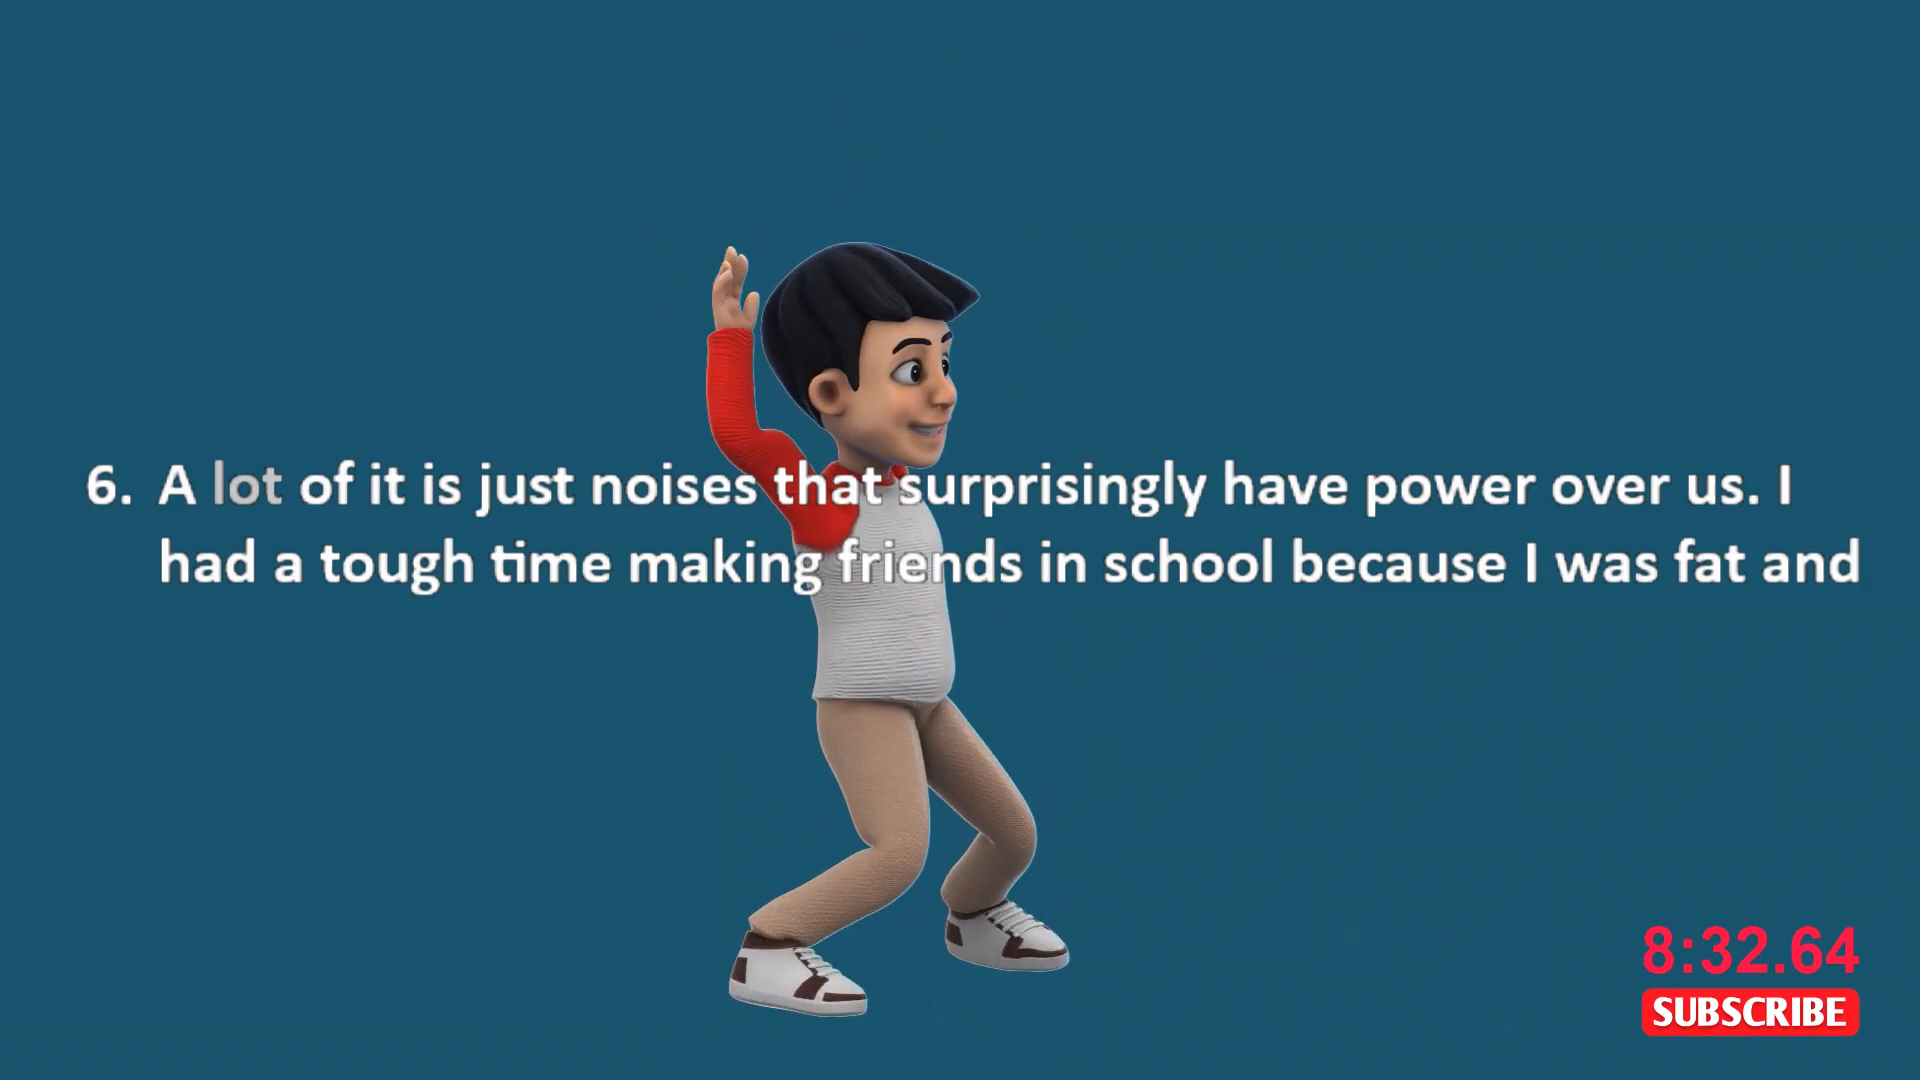 6. A lot of it is just noises that surprisingly have power over us. I
had a tough time making friends in school because I was fat and
8:32.64
SUBSCRIBE